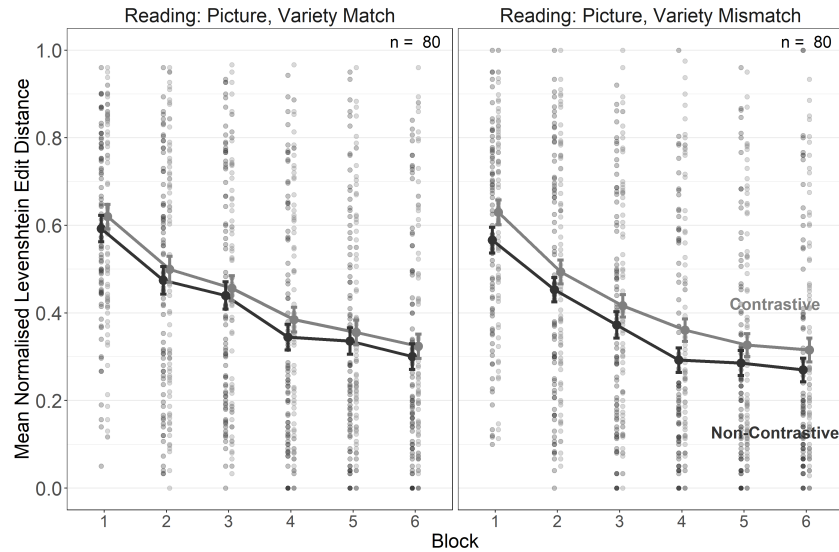 Reading: Picture, Variety Match
Reading: Picture, Variety Mismatch
n = 80
n = 80
Mean Normalised Levenshtein Edit Distance
1.0
0.8
0.6
0.4
0.2
0.0
Contrastive
Non-Contrastive
1 2 3 4 5 6
1 2 3 4 5 6
Block